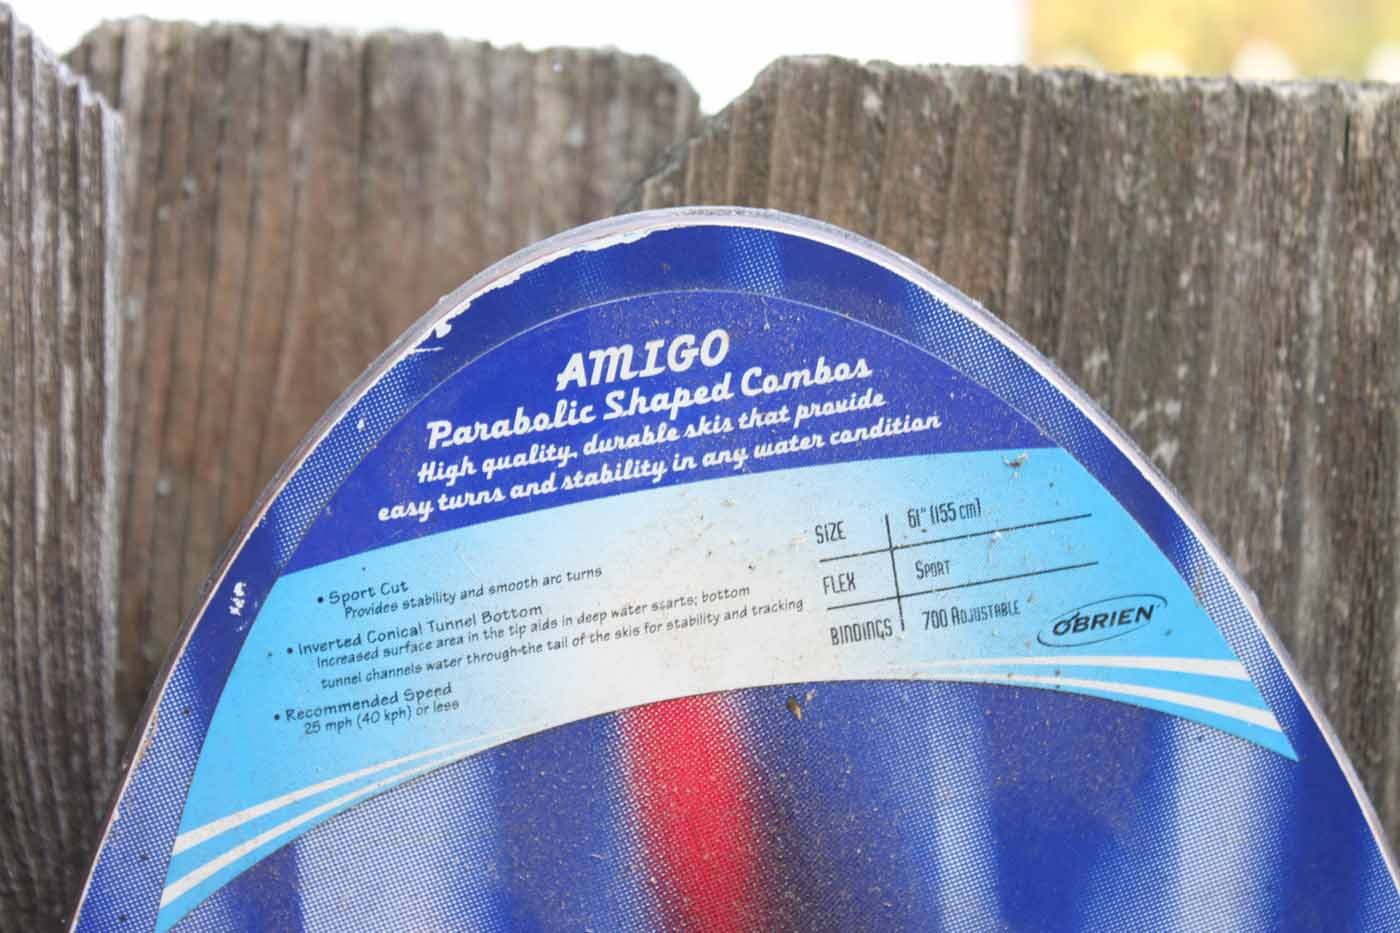 AMIGO
Parabolic Shaped Combos
High quality, durable skis that provide
easy turns and stability in any water condition
• Sport Cut
Provides stability and smooth arc turns
• Inverted Conical Tunnel Bottom
Increased surface area in the tip aids in deep water starts; bottom
tunnel channels water through-the tail of the skis for stability and tracking
• Recommended Speed
25 mph (40 kph) or less
SIZE 61" (155 cm)
FLEX SPORT
BINDINGS 700 ADJUSTABLE
O'BRIEN